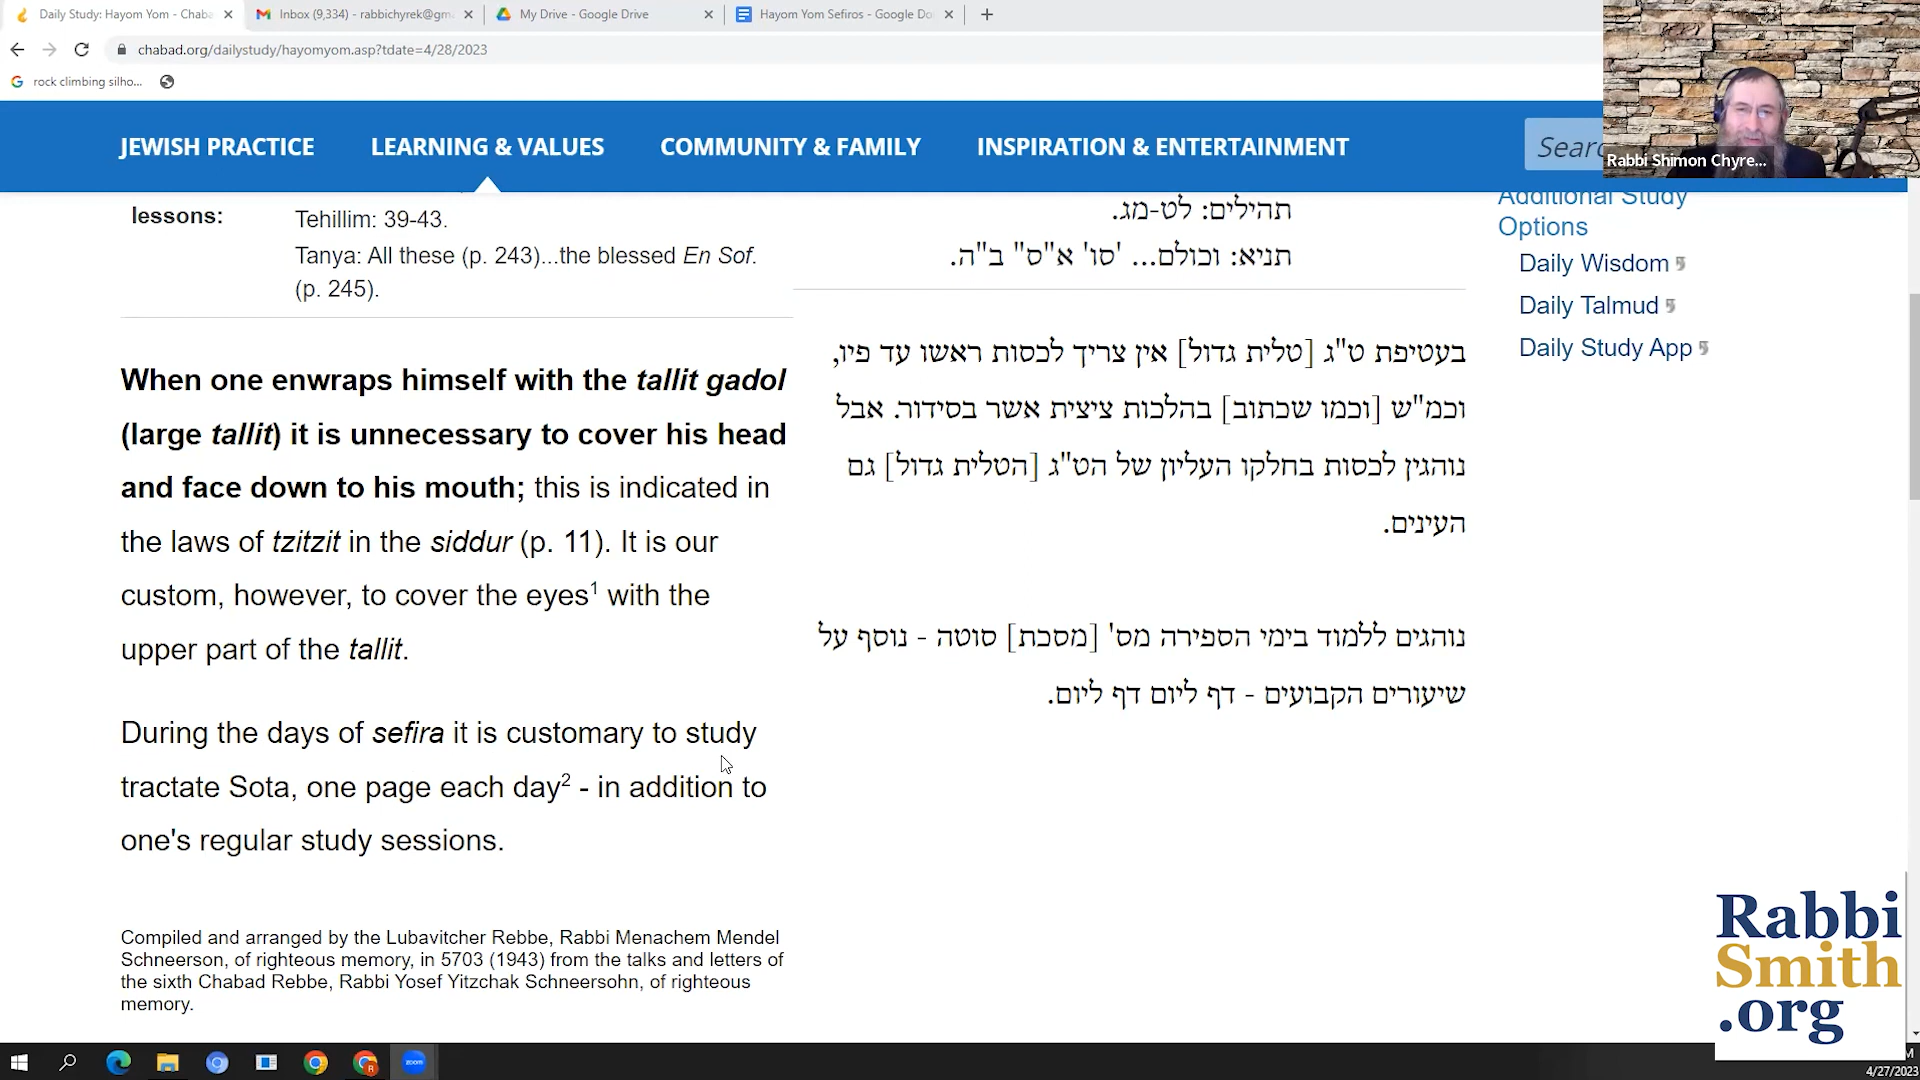 Daily Study: Hayom Yom - Chaba
Inbox (9,334) - rabbichyrek@gm
My Drive - Google Drive
Hayom Yom Sefiros - Google Do
chabad.org/dailystudy/hayomyom.asp?tdate=4/28/2023
rock climbing silho...
JEWISH PRACTICE
LEARNING & VALUES
COMMUNITY & FAMILY
INSPIRATION & ENTERTAINMENT
Searc
Rabbi Shimon Chyre...
lessons:
Tehillim: 39-43.
Tanya: All these (p. 243)...the blessed En Sof.
(p. 245).
When one enwraps himself with the tallit gadol
(large tallit) it is unnecessary to cover his head
and face down to his mouth; this is indicated in
the laws of tzitzit in the siddur (p. 11). It is our
custom, however, to cover the eyes1 with the
upper part of the tallit.
During the days of sefira it is customary to study
tractate Sota, one page each day2 - in addition to
one's regular study sessions.
Compiled and arranged by the Lubavitcher Rebbe, Rabbi Menachem Mendel
Schneerson, of righteous memory, in 5703 (1943) from the talks and letters of
the sixth Chabad Rebbe, Rabbi Yosef Yitzchak Schneersohn, of righteous
memory.
תהילים: לט-מג.
תניא: וכולם... 'סו' א"ס" ב"ה.
בעטיפת ט"ג [טלית גדול] אין צריך לכסות ראשו עד פיו,
וכמ"ש [וכמו שכתוב] בהלכות ציצית אשר בסידור. אבל
נוהגין לכסות בחלקו העליון של הט"ג [הטלית גדול] גם
העינים.
נוהגים ללמוד בימי הספירה מס' [מסכת] סוטה - נוסף על
שיעורים הקבועים - דף ליום דף ליום.
Additional Study
Options
Daily Wisdom
Daily Talmud
Daily Study App
Rabbi
Smith
.org
zoom
4/27/2023